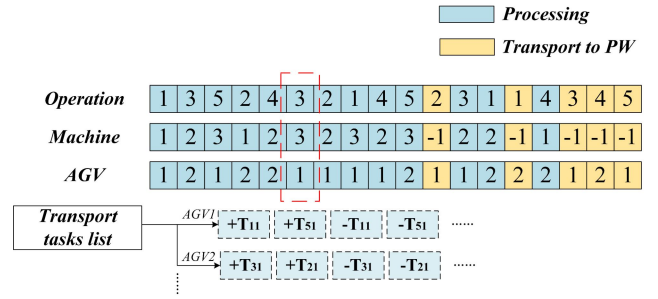 Processing
Transport to PW
Operation 1 3 5 2 4 3 2 1 4 5 2 3 1 1 4 3 4 5
Machine 1 2 3 1 2 3 2 3 2 3 -1 2 2 -1 1 -1 -1 -1
AGV 1 2 1 2 2 1 1 1 1 2 1 1 2 2 2 1 2 1
Transport tasks list
AGV1 +T11 +T51 -T11 -T51 ......
AGV2 +T31 +T21 -T31 -T21 ......
......